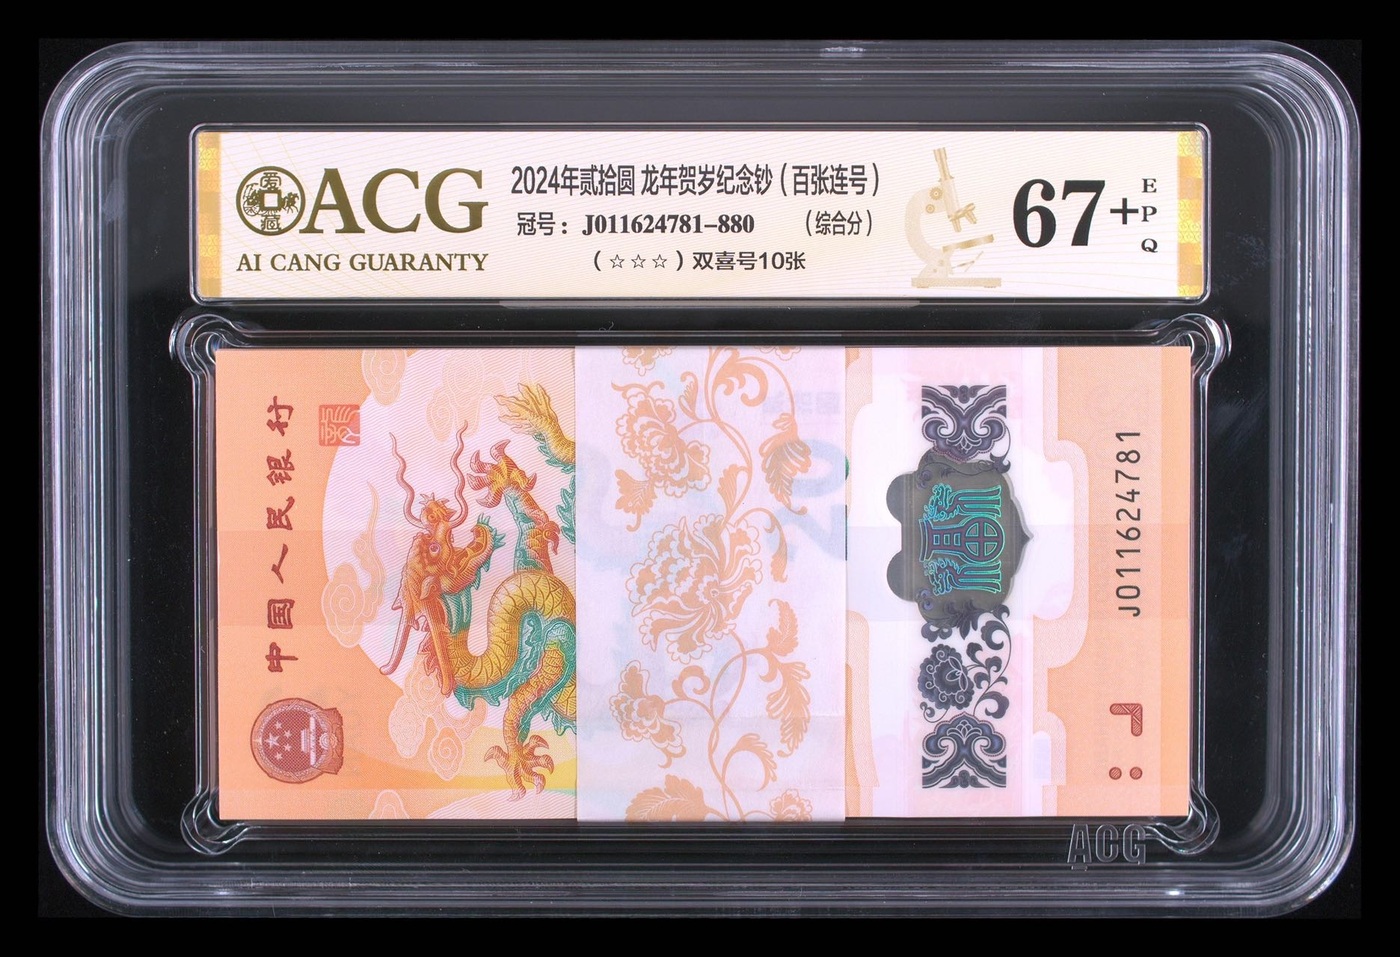 ACG
AI CANG GUARANTY
2024年贰拾圆 龙年贺岁纪念钞（百张连号）
冠号：J011624781-880 （综合分）
（☆☆☆）双喜号10张
67+
EPQ
中国人民银行
J011624781
ACG